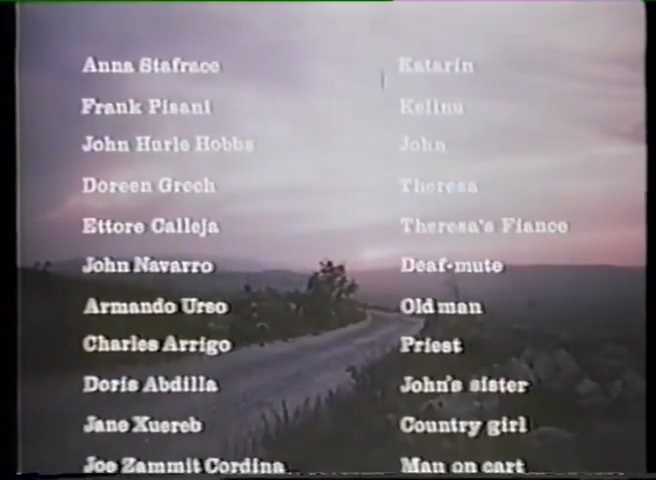 Anna Stafrace Katarin
Frank Pisani Kelinu
John Hurle Hobbs John
Doreen Grech Theresa
Ettore Calleja Theresa's Fiance
John Navarro Deaf-mute
Armando Urso Old man
Charles Arrigo Priest
Doris Abdilla John's sister
Jane Xuereb Country girl
Joe Zammit Cordina Man on cart